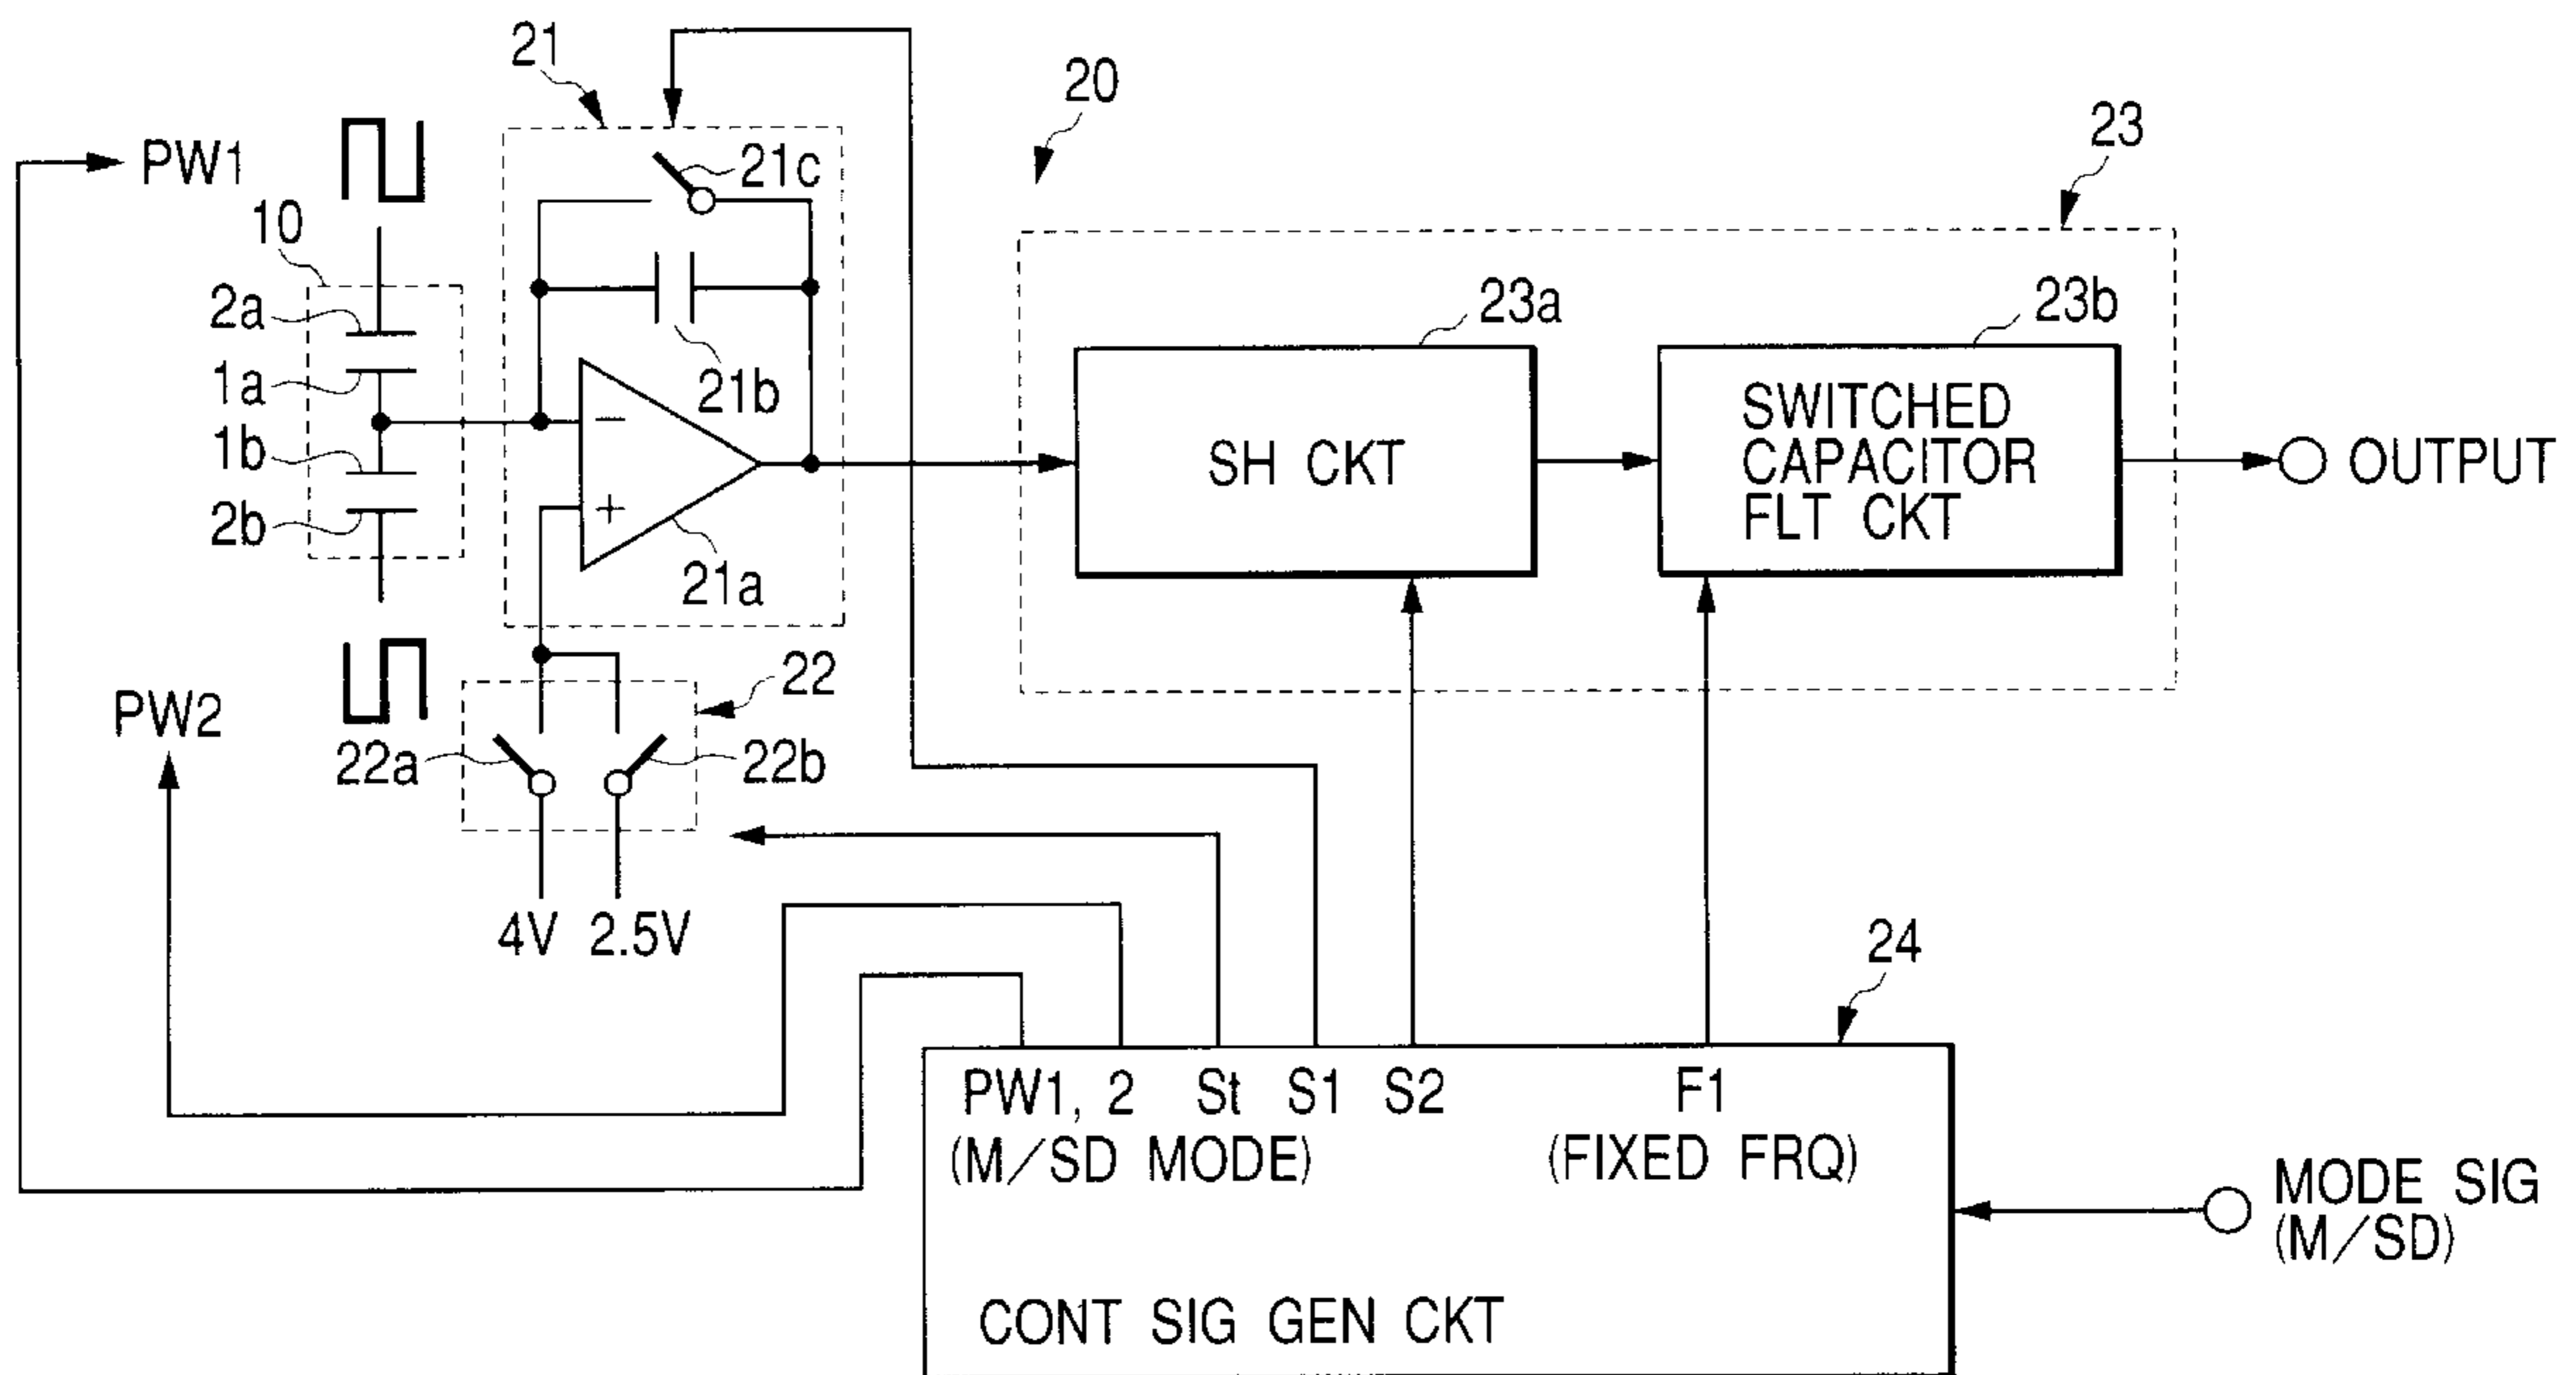 21
20
23
PW1
21c
10
2a
1a
1b
2b
21b
21a
23a
23b
SH CKT
SWITCHED
CAPACITOR
FLT CKT
OUTPUT
PW2
22
22a
22b
4V 2.5V
24
PW1, 2 St S1 S2 F1
(M/SD MODE) (FIXED FRQ)
MODE SIG
(M/SD)
CONT SIG GEN CKT
−
+